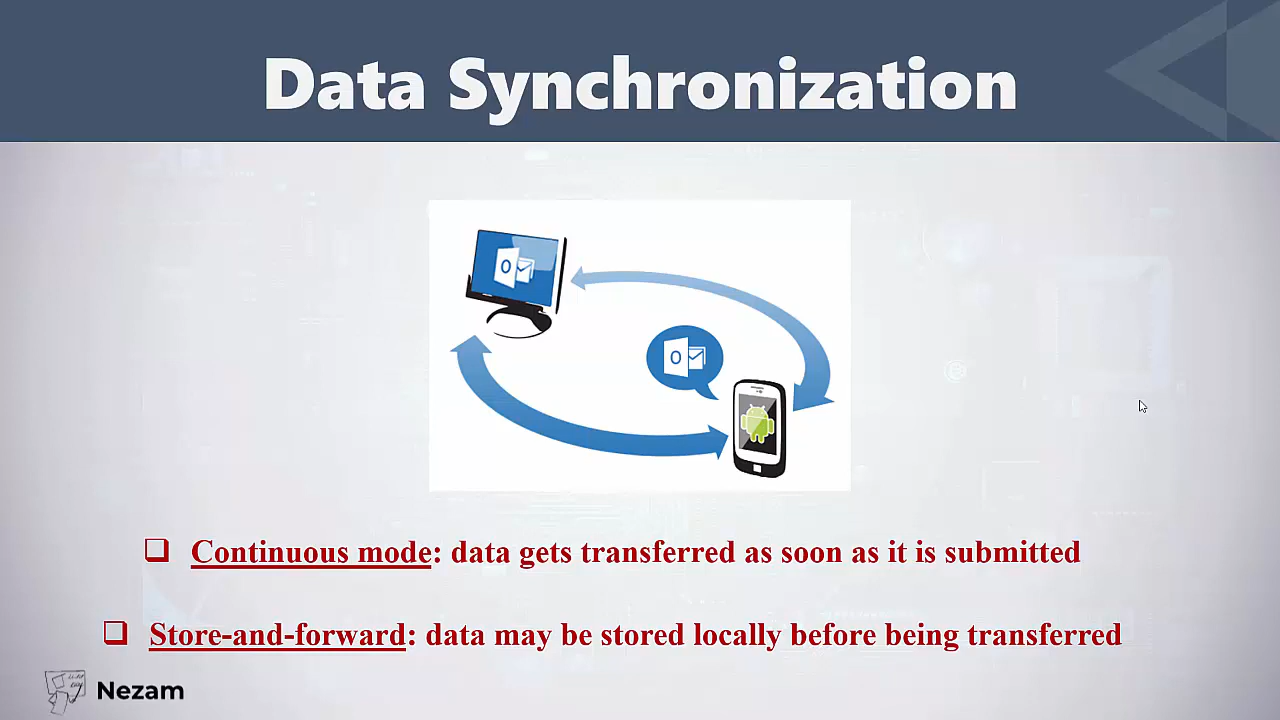 Data Synchronization
O
O
Continuous mode: data gets transferred as soon as it is submitted
Store-and-forward: data may be stored locally before being transferred
Nezam